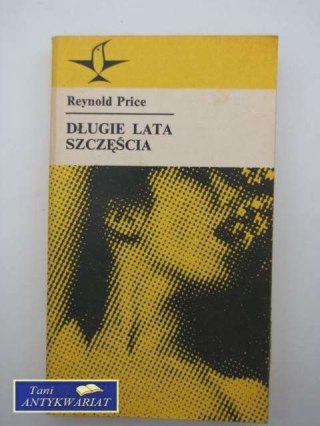 Reynold Price
DŁUGIE LATA
SZCZĘŚCIA
Tani
ANTYKWARIAT